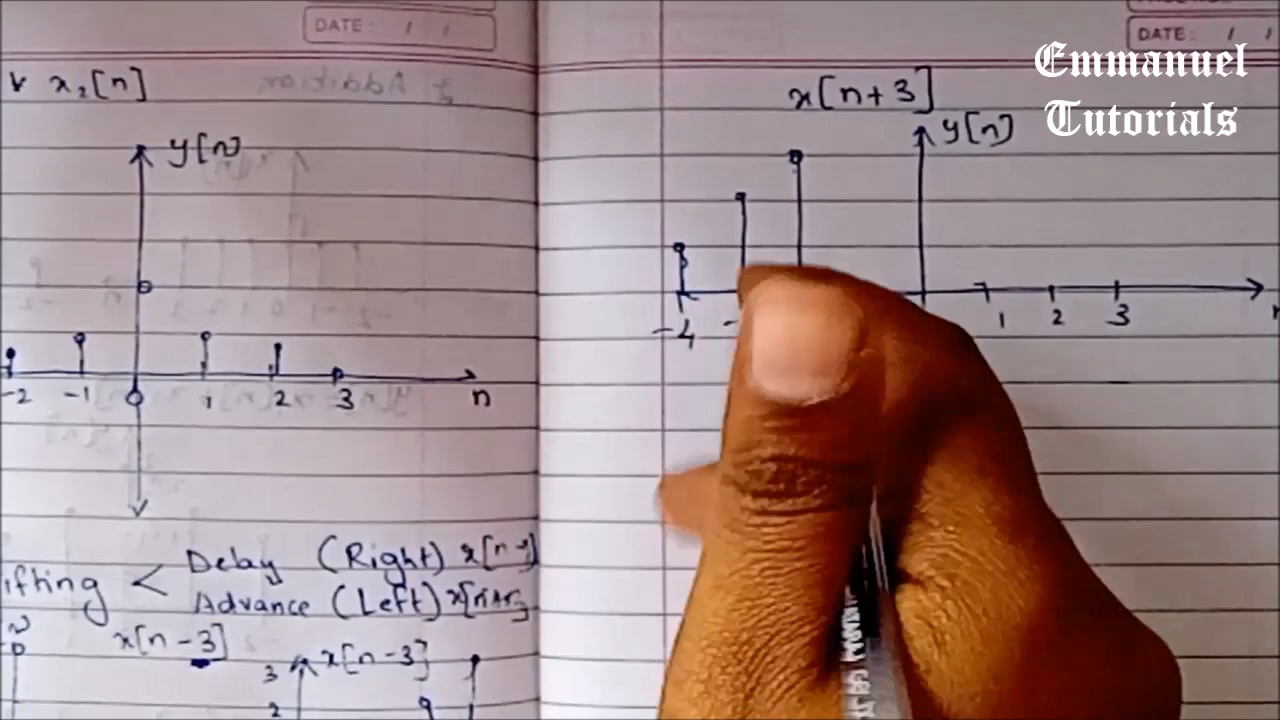 DATE: / /
x₂[n]
y[n]
-2 -1 0 1 2 3 n
Delay (Right) x[n-
ifting < Advance (Left)
x[n-3]
3 x[n-3]
2
DATE: / /
Emmanuel
Tutorials
x[n+3]
y[n]
-4 - 1 2 3